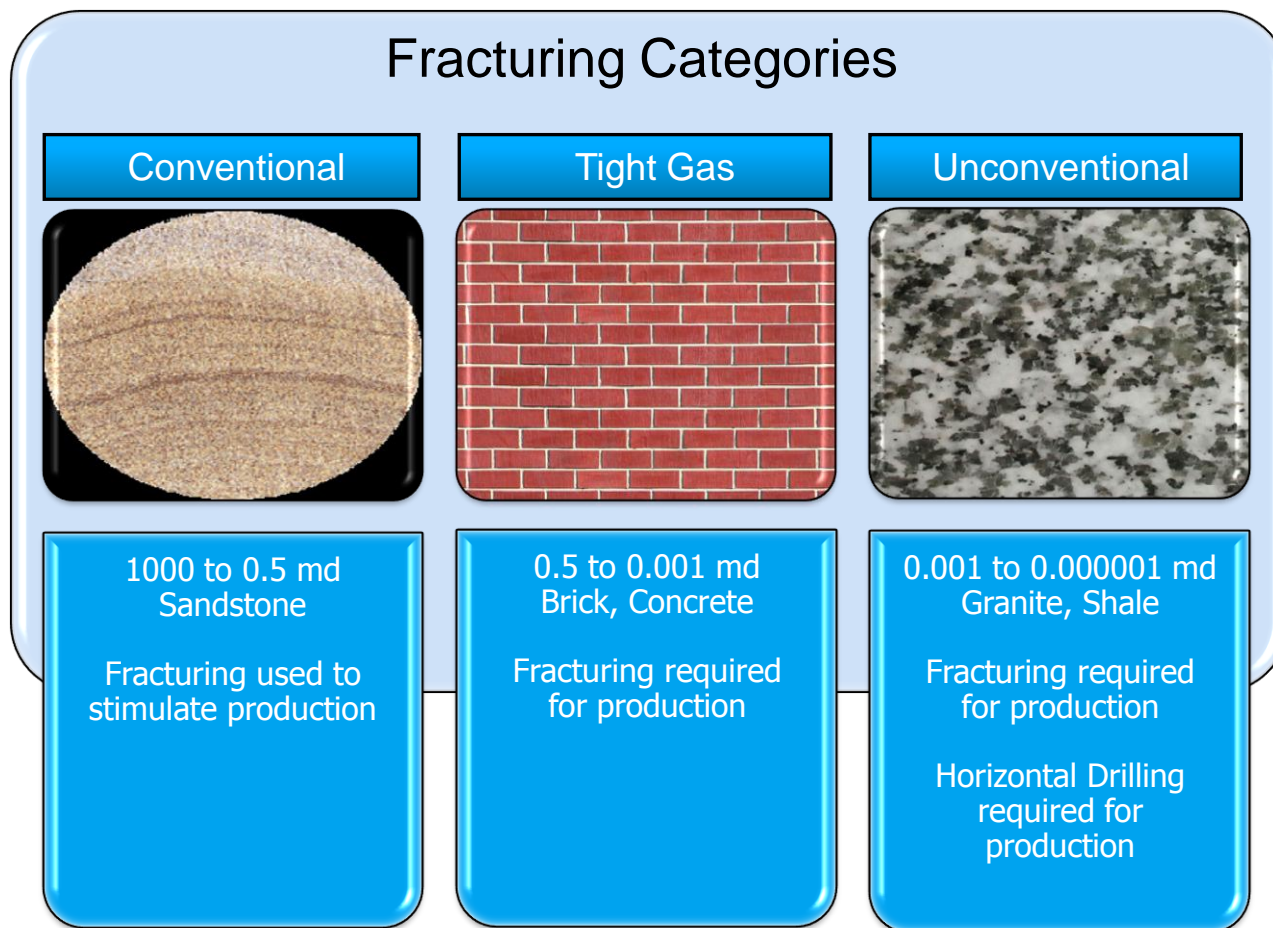 Fracturing Categories
Conventional
Tight Gas
Unconventional
1000 to 0.5 md
Sandstone
Fracturing used to
stimulate production
0.5 to 0.001 md
Brick, Concrete
Fracturing required
for production
0.001 to 0.000001 md
Granite, Shale
Fracturing required
for production
Horizontal Drilling
required for
production